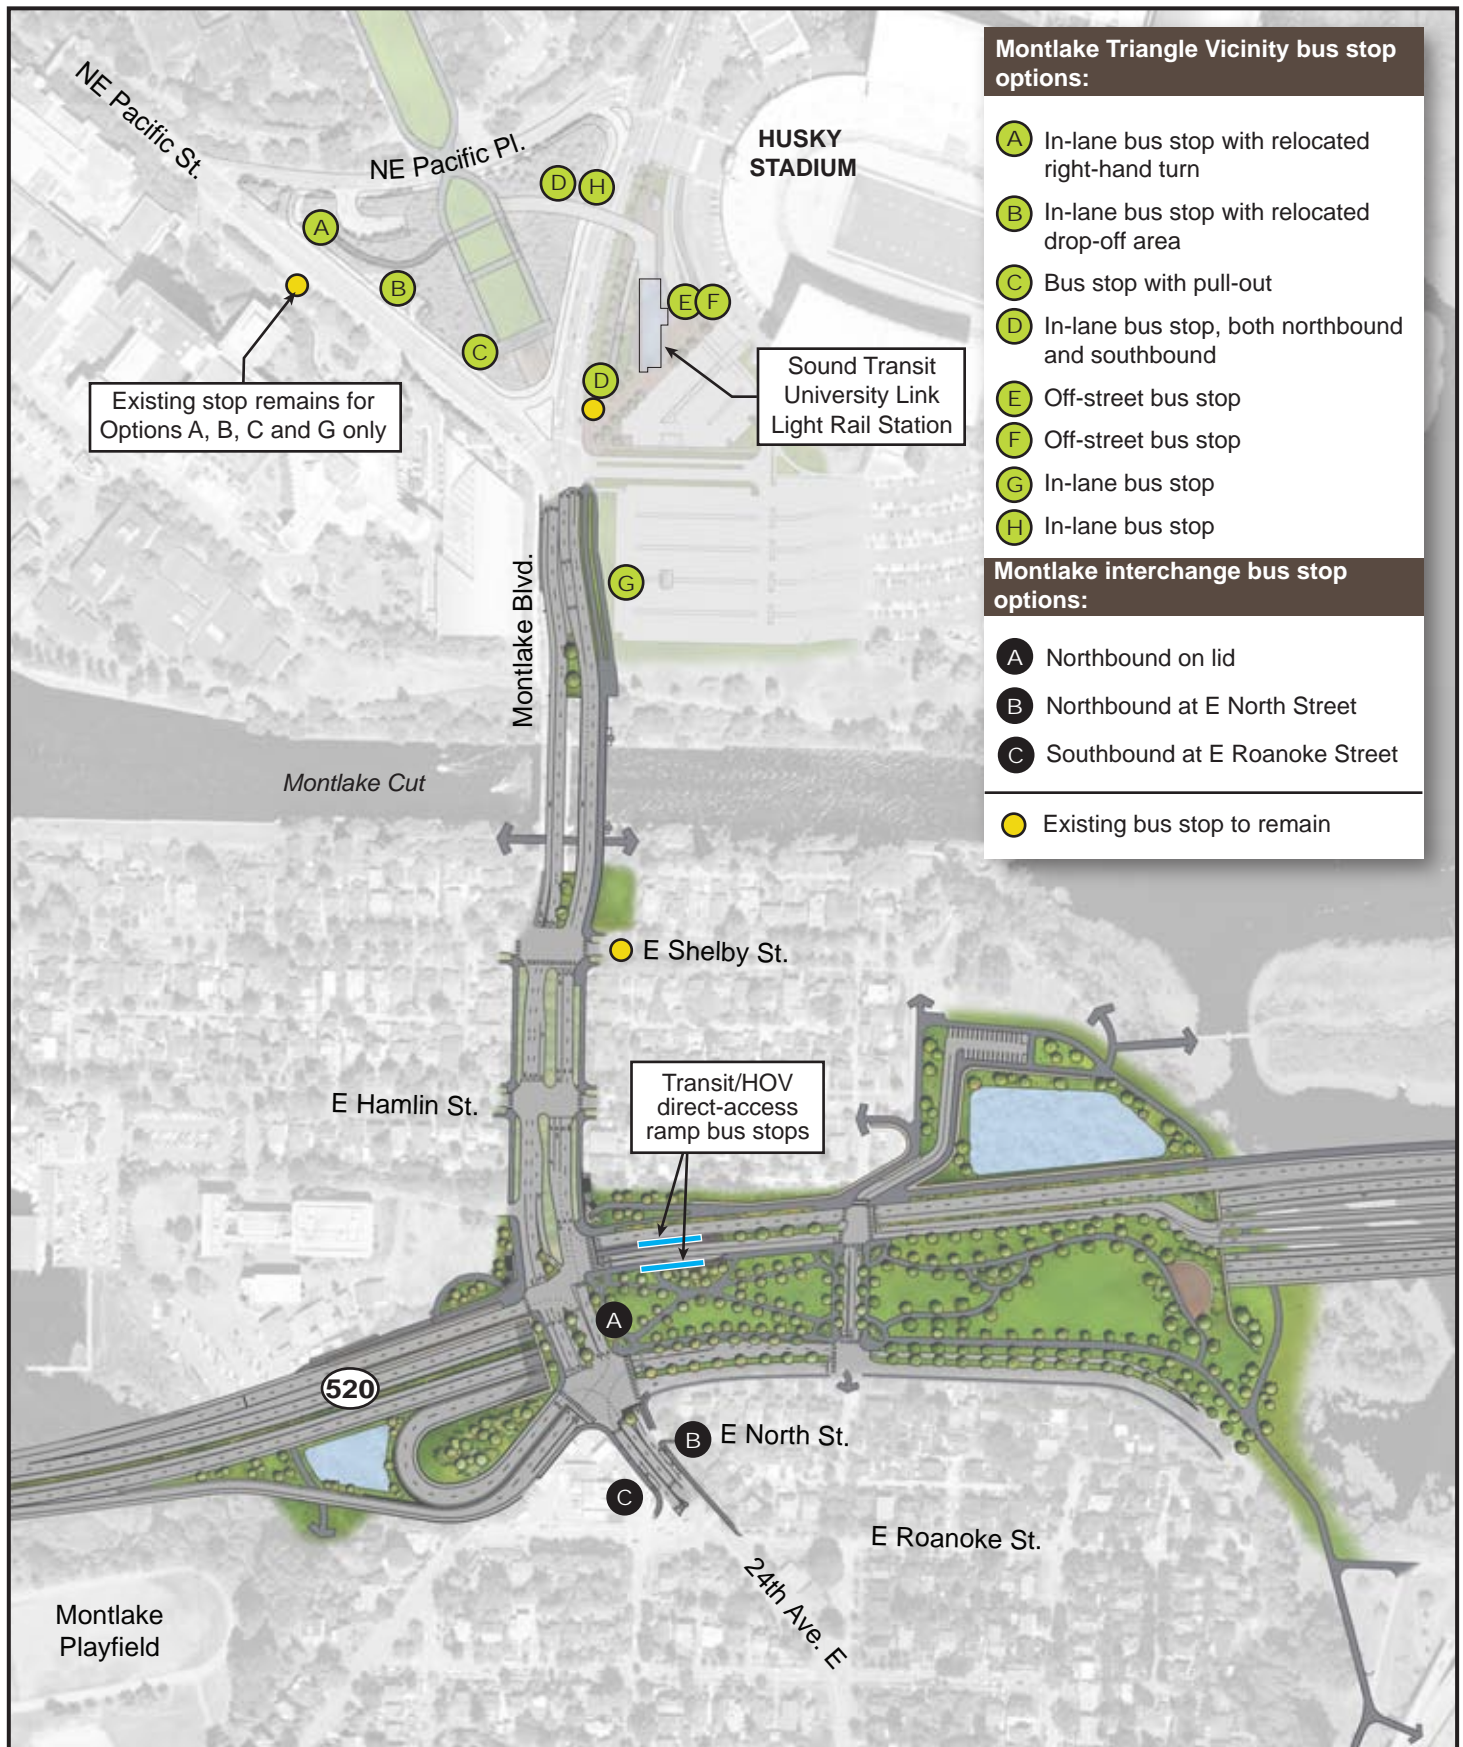 NE Pacific St.
NE Pacific Pl.
HUSKY
STADIUM
A
B
C
D
H
E
F
D
G
Existing stop remains for
Options A, B, C and G only
Sound Transit
University Link
Light Rail Station
Montlake Blvd.
Montlake Cut
E Shelby St.
E Hamlin St.
Transit/HOV
direct-access
ramp bus stops
A
520
B
E North St.
C
E Roanoke St.
24th Ave. E
Montlake
Playfield
Montlake Triangle Vicinity bus stop
options:
A In-lane bus stop with relocated
right-hand turn
B In-lane bus stop with relocated
drop-off area
C Bus stop with pull-out
D In-lane bus stop, both northbound
and southbound
E Off-street bus stop
F Off-street bus stop
G In-lane bus stop
H In-lane bus stop
Montlake interchange bus stop
options:
A Northbound on lid
B Northbound at E North Street
C Southbound at E Roanoke Street
Existing bus stop to remain